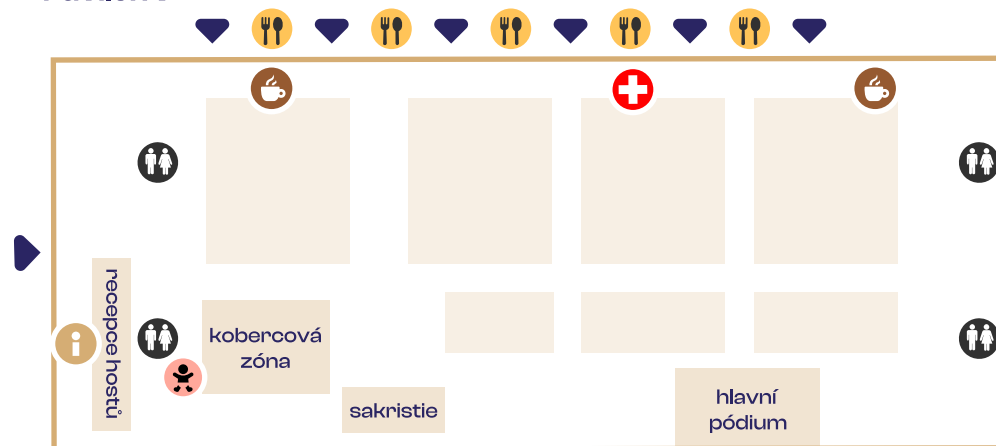 recepce hostů
kobercová
zóna
sakristie
hlavní
pódium